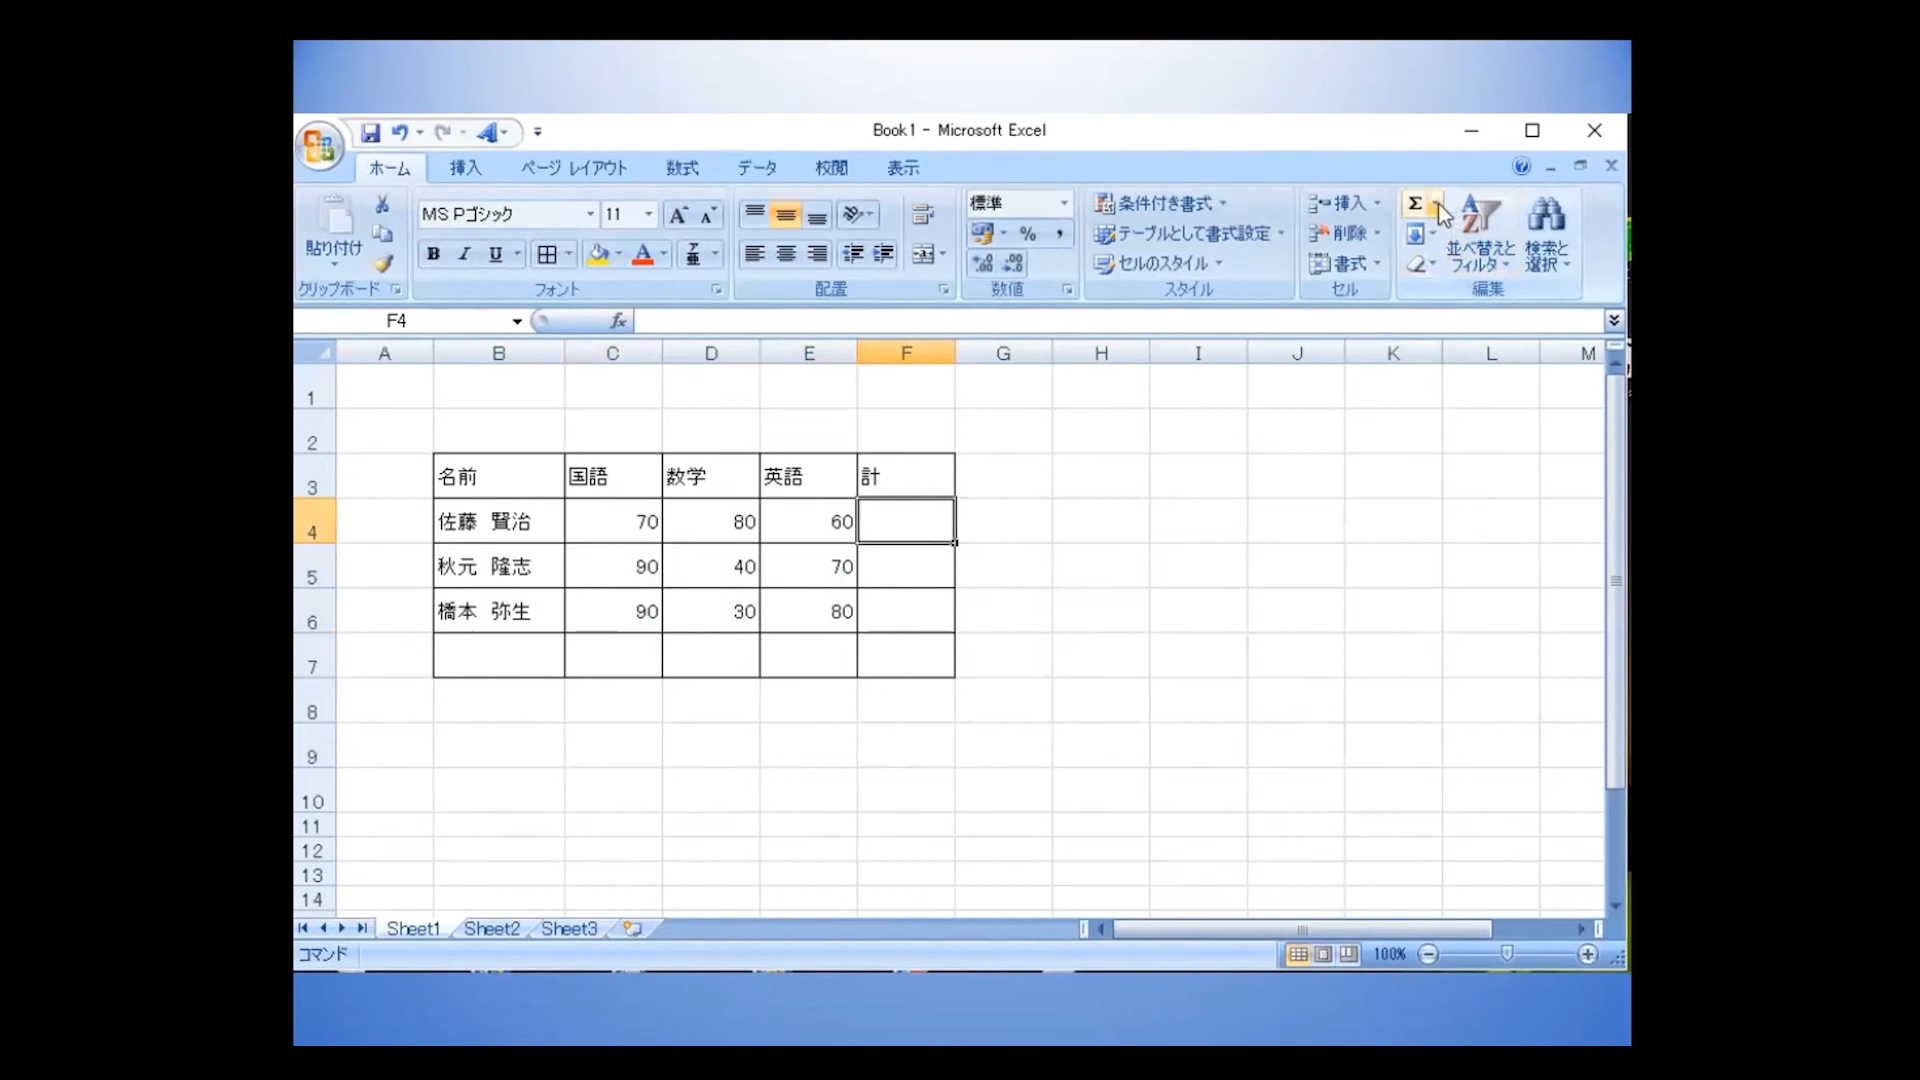 Book1 - Microsoft Excel
ホーム 挿入 ページ レイアウト 数式 データ 校閲 表示
貼り付け
クリップボード
MS Pゴシック 11
B I U
フォント
配置
標準
%
数値
条件付き書式
テーブルとして書式設定
セルのスタイル
スタイル
挿入
削除
書式
セル
Σ
並べ替えと
フィルタ
検索と
選択
編集
F4 fx
A B C D E F G H I J K L M
1
2
3 名前 国語 数学 英語 計
4 佐藤 賢治 70 80 60
5 秋元 隆志 90 40 70
6 橋本 弥生 90 30 80
7
8
9
10
11
12
13
14
Sheet1 Sheet2 Sheet3
コマンド 100%